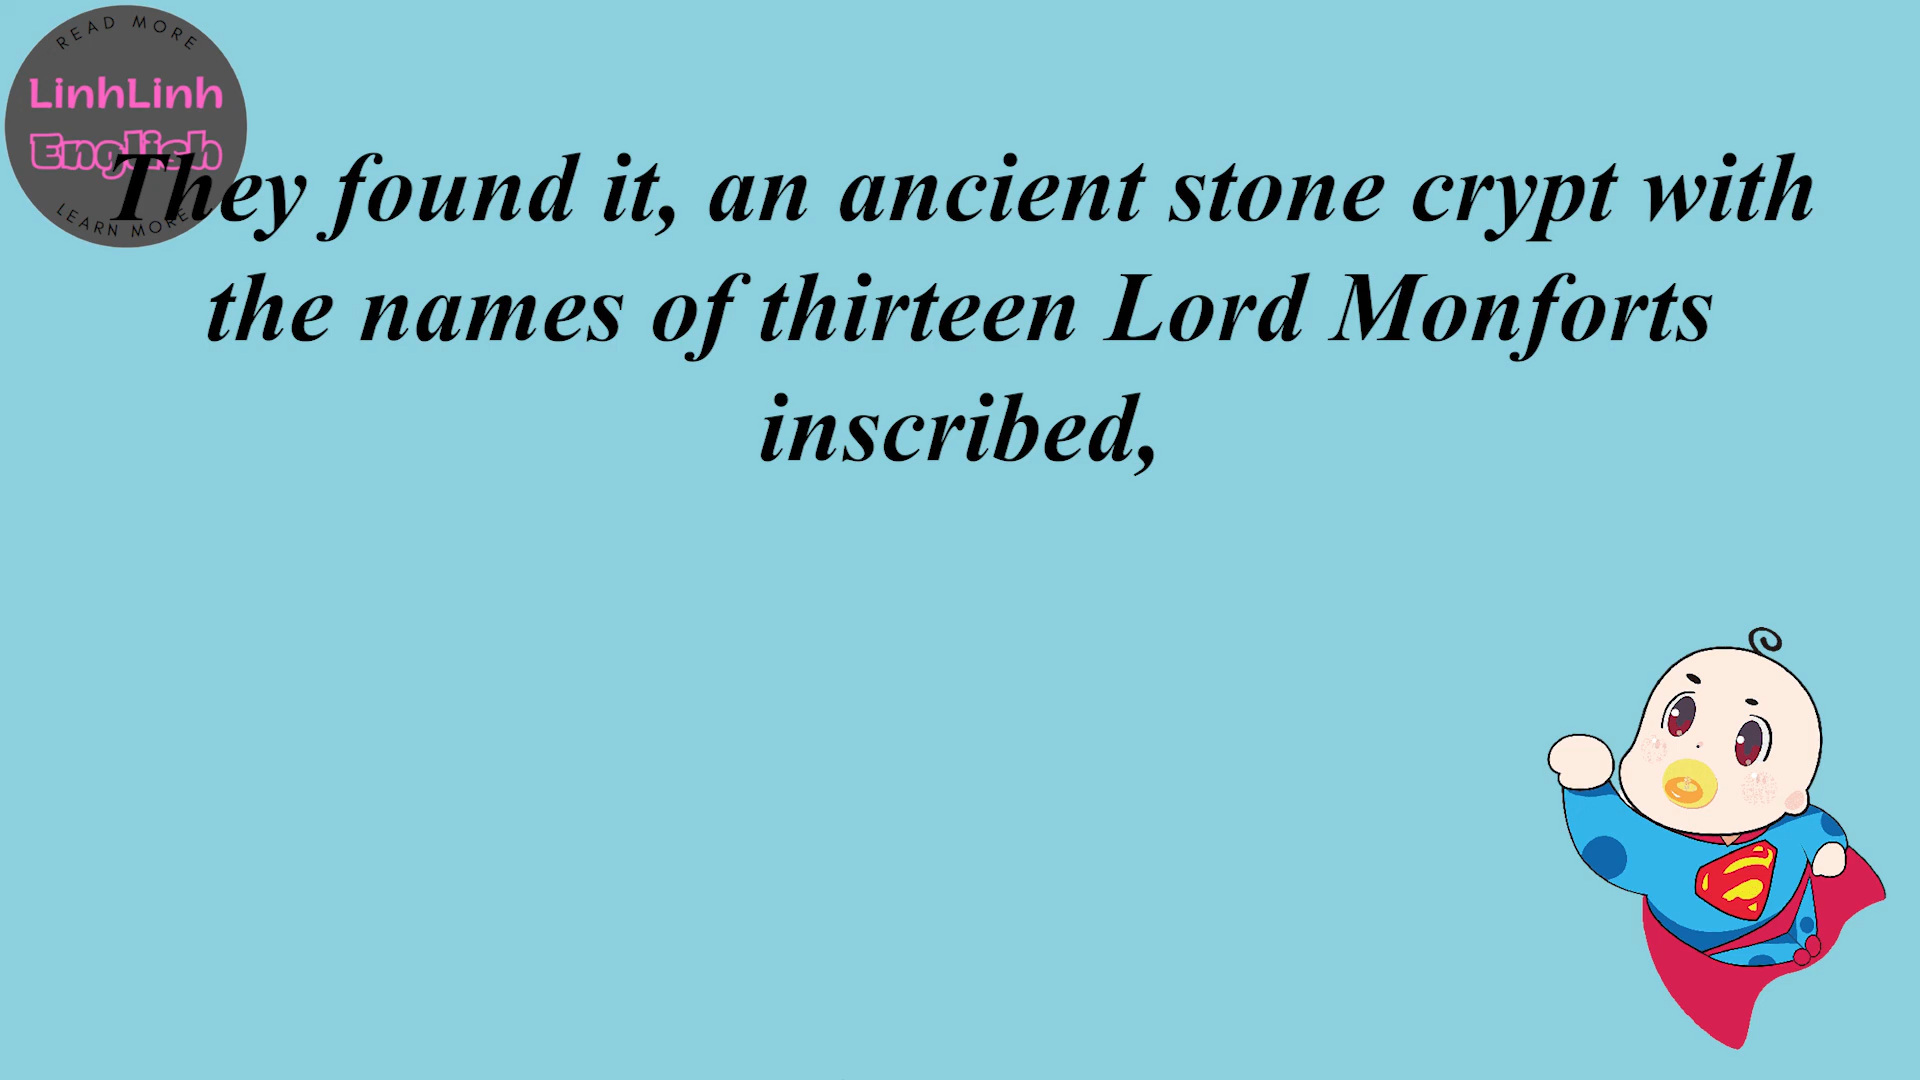 READ MORE
LinhLinh
English
LEARN MORE
They found it, an ancient stone crypt with
the names of thirteen Lord Monforts
inscribed,